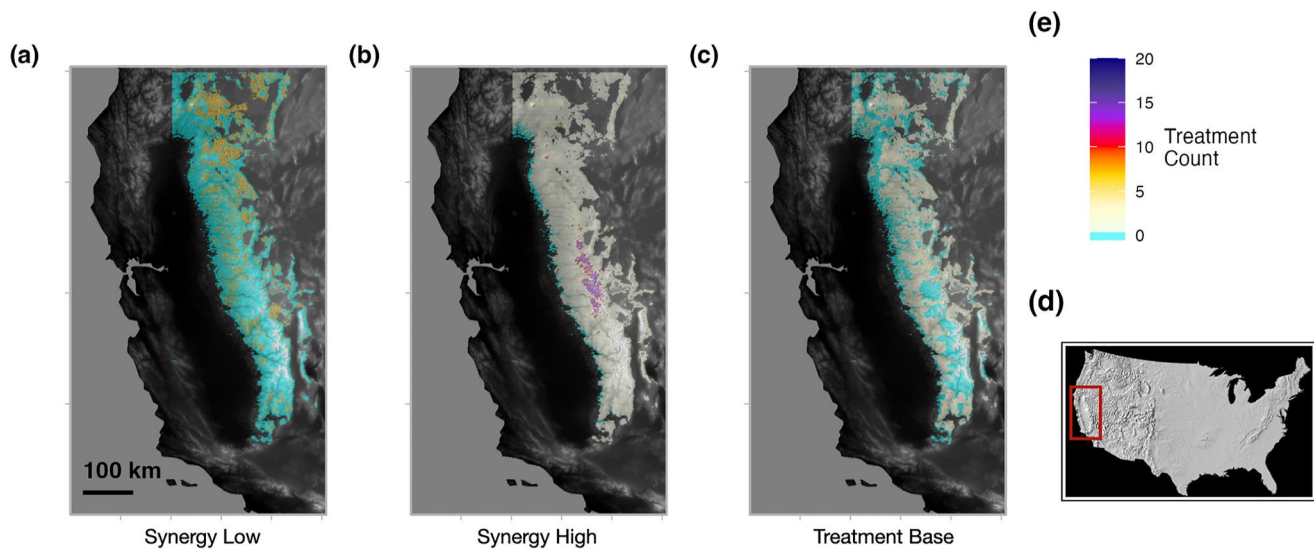 (a)
(b)
(c)
(e)
20
15
10
5
0
Treatment
Count
(d)
100 km
Synergy Low
Synergy High
Treatment Base